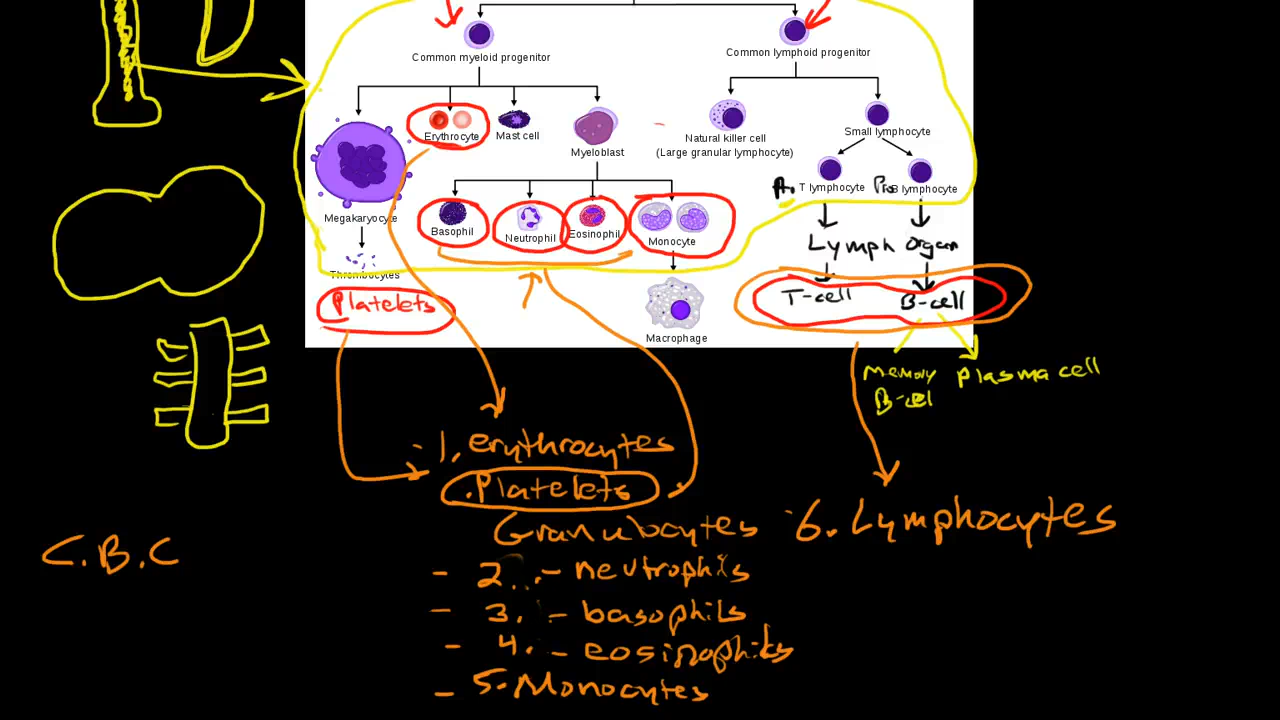 Common myeloid progenitor
Common lymphoid progenitor
Erythrocyte
Mast cell
Myeloblast
Natural killer cell
(Large granular lymphocyte)
Small lymphocyte
A. T lymphocyte
Pro B lymphocyte
Megakaryocyte
Basophil
Neutrophil
Eosinophil
Monocyte
Lymph Organ
Thrombocytes
Platelets
T-cell
B-cell
Macrophage
Memory
B-cel
Plasma cell
1. erythrocytes
.Platelets
Granulocytes
6. Lymphocytes
C.B.C
- 2. - neutrophils
- 3. - basophils
- 4. - eosinophils
- 5. Monocytes